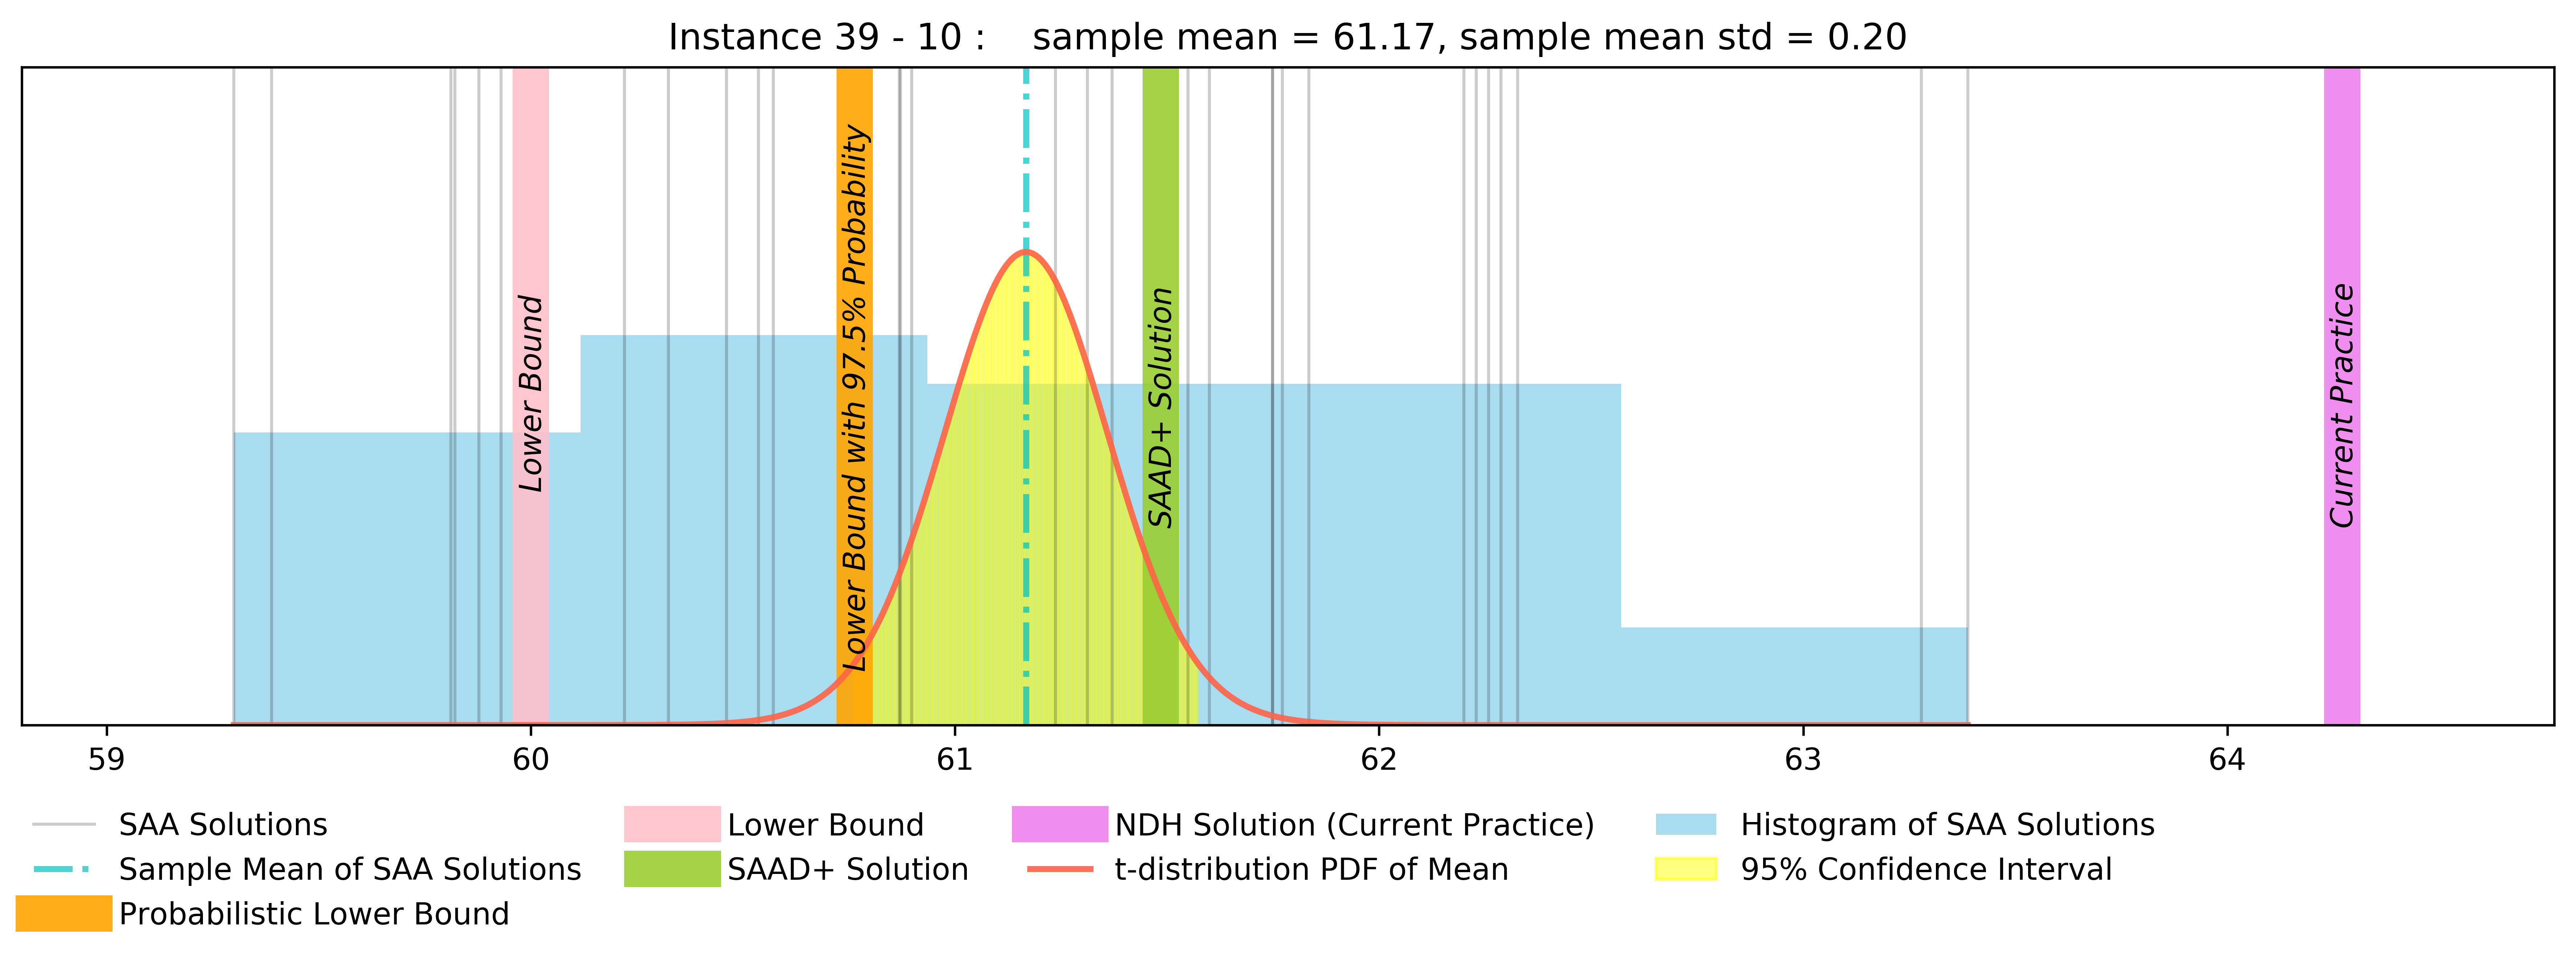 Instance 39 - 10 :    sample mean = 61.17, sample mean std = 0.20
Lower Bound
Lower Bound with 97.5% Probability
SAAD+ Solution
Current Practice
59 60 61 62 63 64
SAA Solutions
Sample Mean of SAA Solutions
Probabilistic Lower Bound
Lower Bound
SAAD+ Solution
NDH Solution (Current Practice)
t-distribution PDF of Mean
Histogram of SAA Solutions
95% Confidence Interval